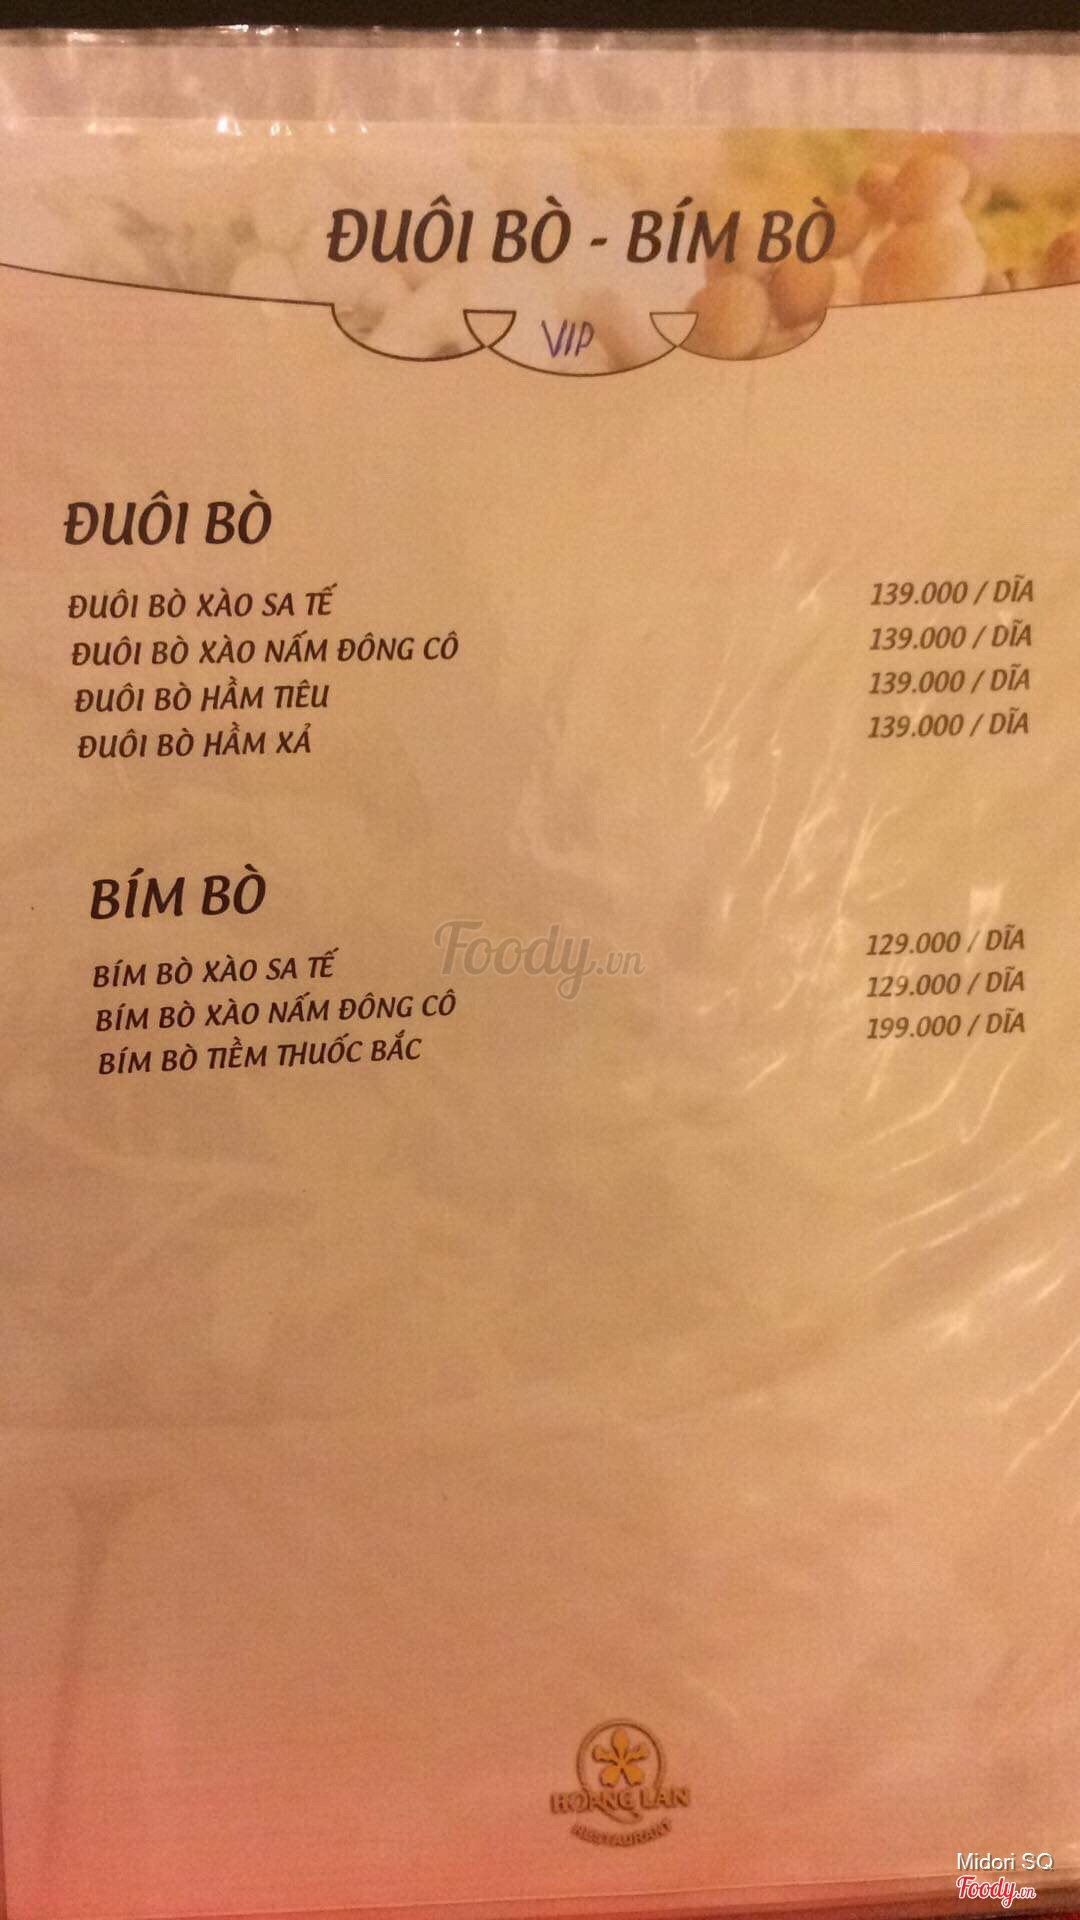 ĐUÔI BÒ - BÍM BÒ
VIP
ĐUÔI BÒ
ĐUÔI BÒ XÀO SA TẾ 139.000 / DĨA
ĐUÔI BÒ XÀO NẤM ĐÔNG CÔ 139.000 / DĨA
ĐUÔI BÒ HẦM TIÊU 139.000 / DĨA
ĐUÔI BÒ HẦM XẢ 139.000 / DĨA
BÍM BÒ
BÍM BÒ XÀO SA TẾ 129.000 / DĨA
BÍM BÒ XÀO NẤM ĐÔNG CÔ 129.000 / DĨA
BÍM BÒ TIỀM THUỐC BẮC 199.000 / DĨA
Foody.vn
HOÀNG LAN
RESTAURANT
Midori SQ
Foody.vn